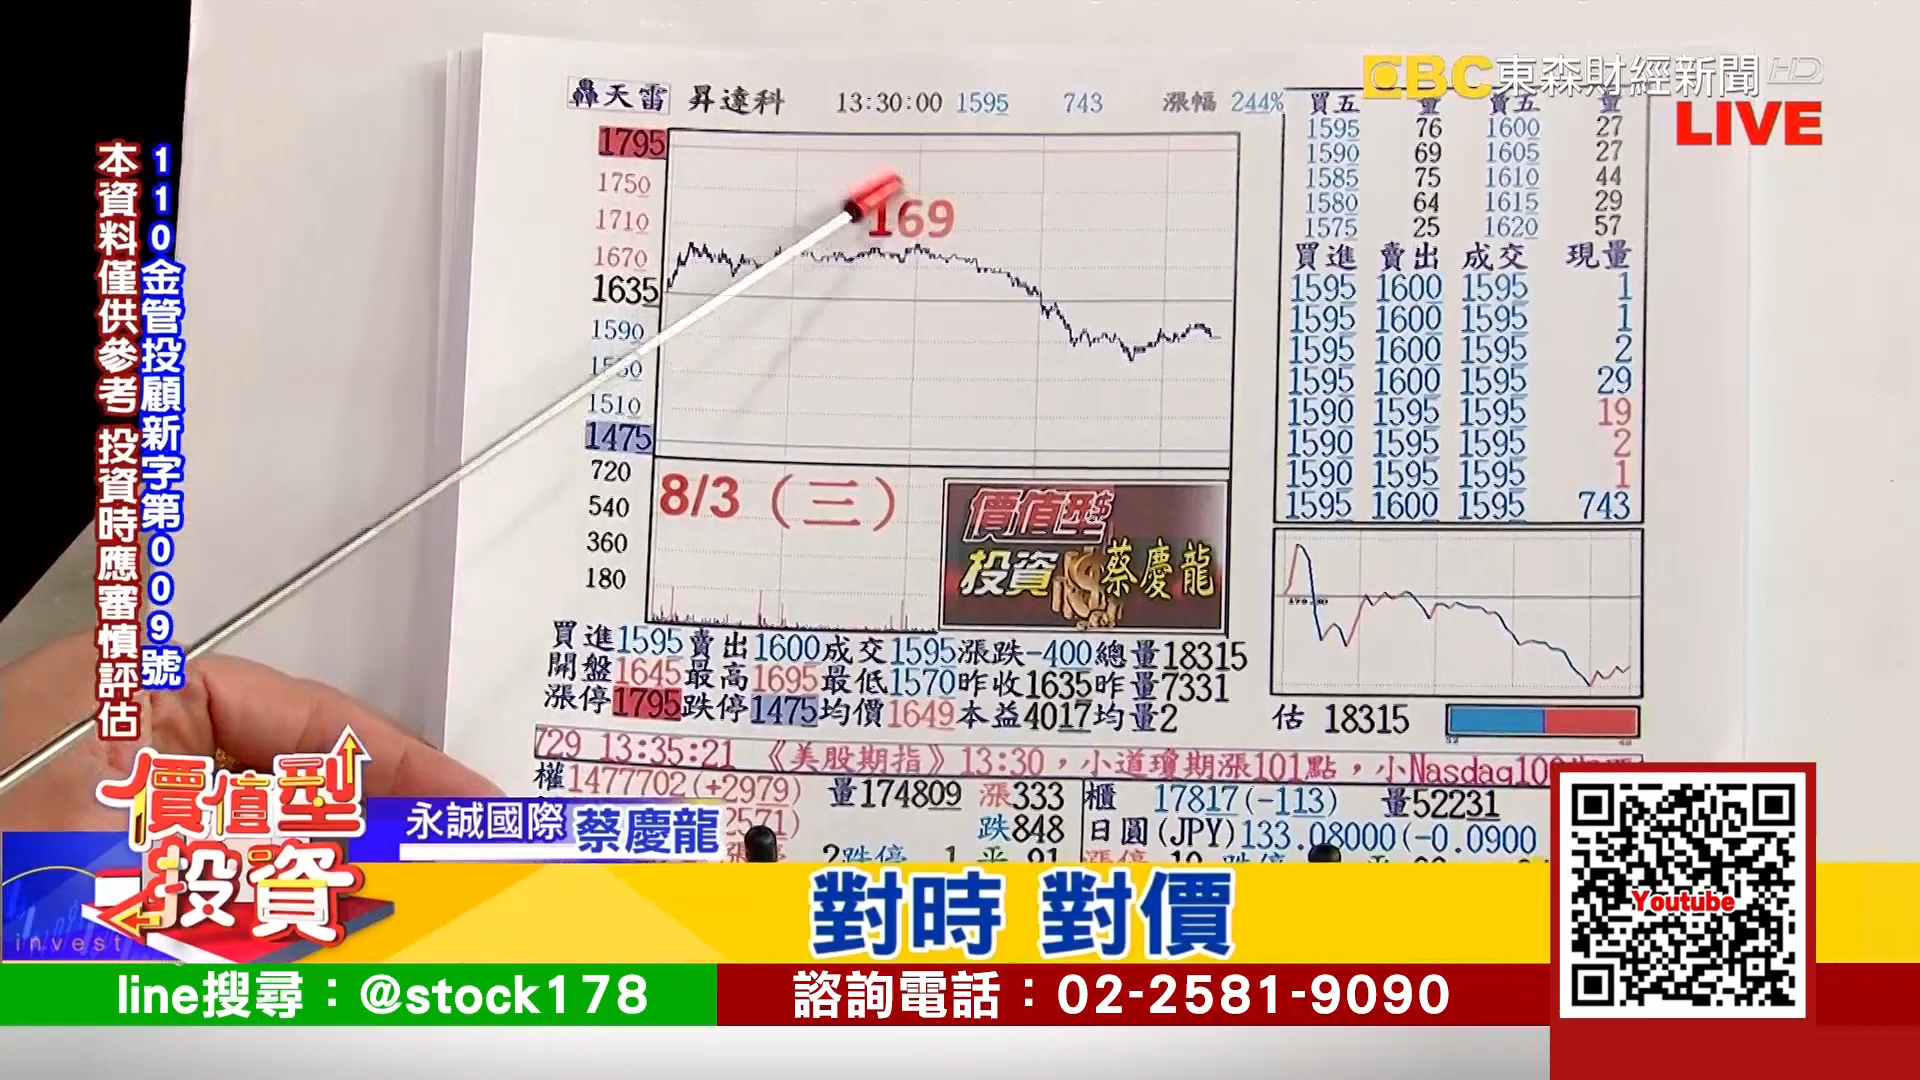 EBC東森財經新聞HD
LIVE
110金管投顧新字第009號
本資料僅供參考 投資時應審慎評估
轟天雷 昇達科 13:30:00 1595 743 漲幅 244%
1795
1750
1710
1670
1635
1590
1510
1475
720
540
360
180
169
8/3（三）
價值型
投資 蔡慶龍
買五 量 賣五 量
1595 76 1600 27
1590 69 1605 27
1585 75 1610 44
1580 64 1615 29
1575 25 1620 57
買進 賣出 成交 現量
1595 1600 1595 1
1595 1600 1595 1
1595 1600 1595 2
1595 1600 1595 29
1590 1595 1595 19
1590 1595 1595 2
1590 1595 1595 1
1595 1600 1595 743
估 18315
買進1595賣出1600成交1595漲跌-400總量18315
開盤1645最高1695最低1570昨收1635昨量7331
漲停1795跌停1475均價1649本益4017均量2
729 13:35:21 《美股期指》13:30，小道瓊期漲101點，小Nasdaq100
權1477702(+2979) 量174809 漲333 櫃 17817(-113) 量52231
2571) 跌848 日圓(JPY)133.08000(-0.0900
價值型
投資
invest
永誠國際 蔡慶龍
對時 對價
Youtube
line搜尋：@stock178
諮詢電話：02-2581-9090